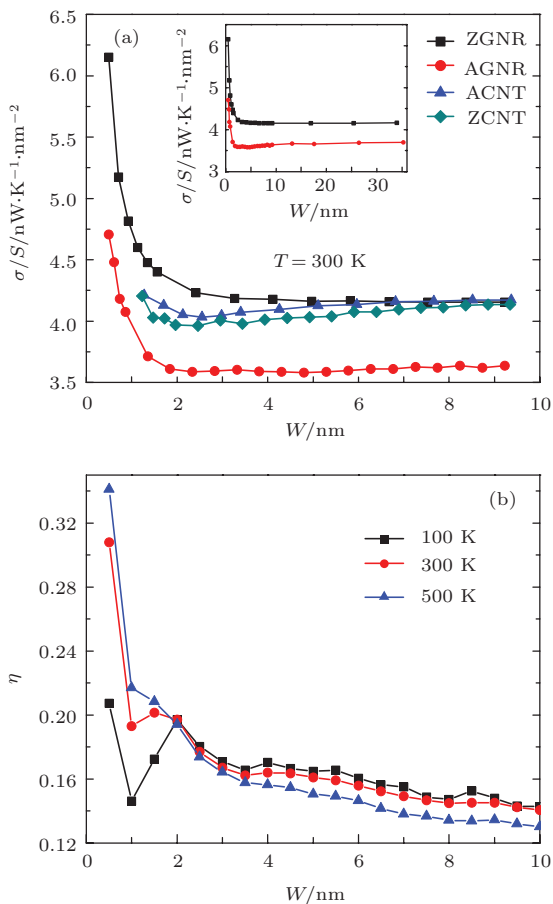 (a)
ZGNR
AGNR
ACNT
ZCNT
6.5
6.0
5.5
5.0
4.5
4.0
3.5
σ/S/nW·K⁻¹·nm⁻²
6
5
4
3
σ/S/nW·K⁻¹·nm⁻²
0 10 20 30
W/nm
T = 300 K
0 2 4 6 8 10
W/nm
(b)
100 K
300 K
500 K
0.32
0.28
0.24
0.20
0.16
0.12
η
0 2 4 6 8 10
W/nm